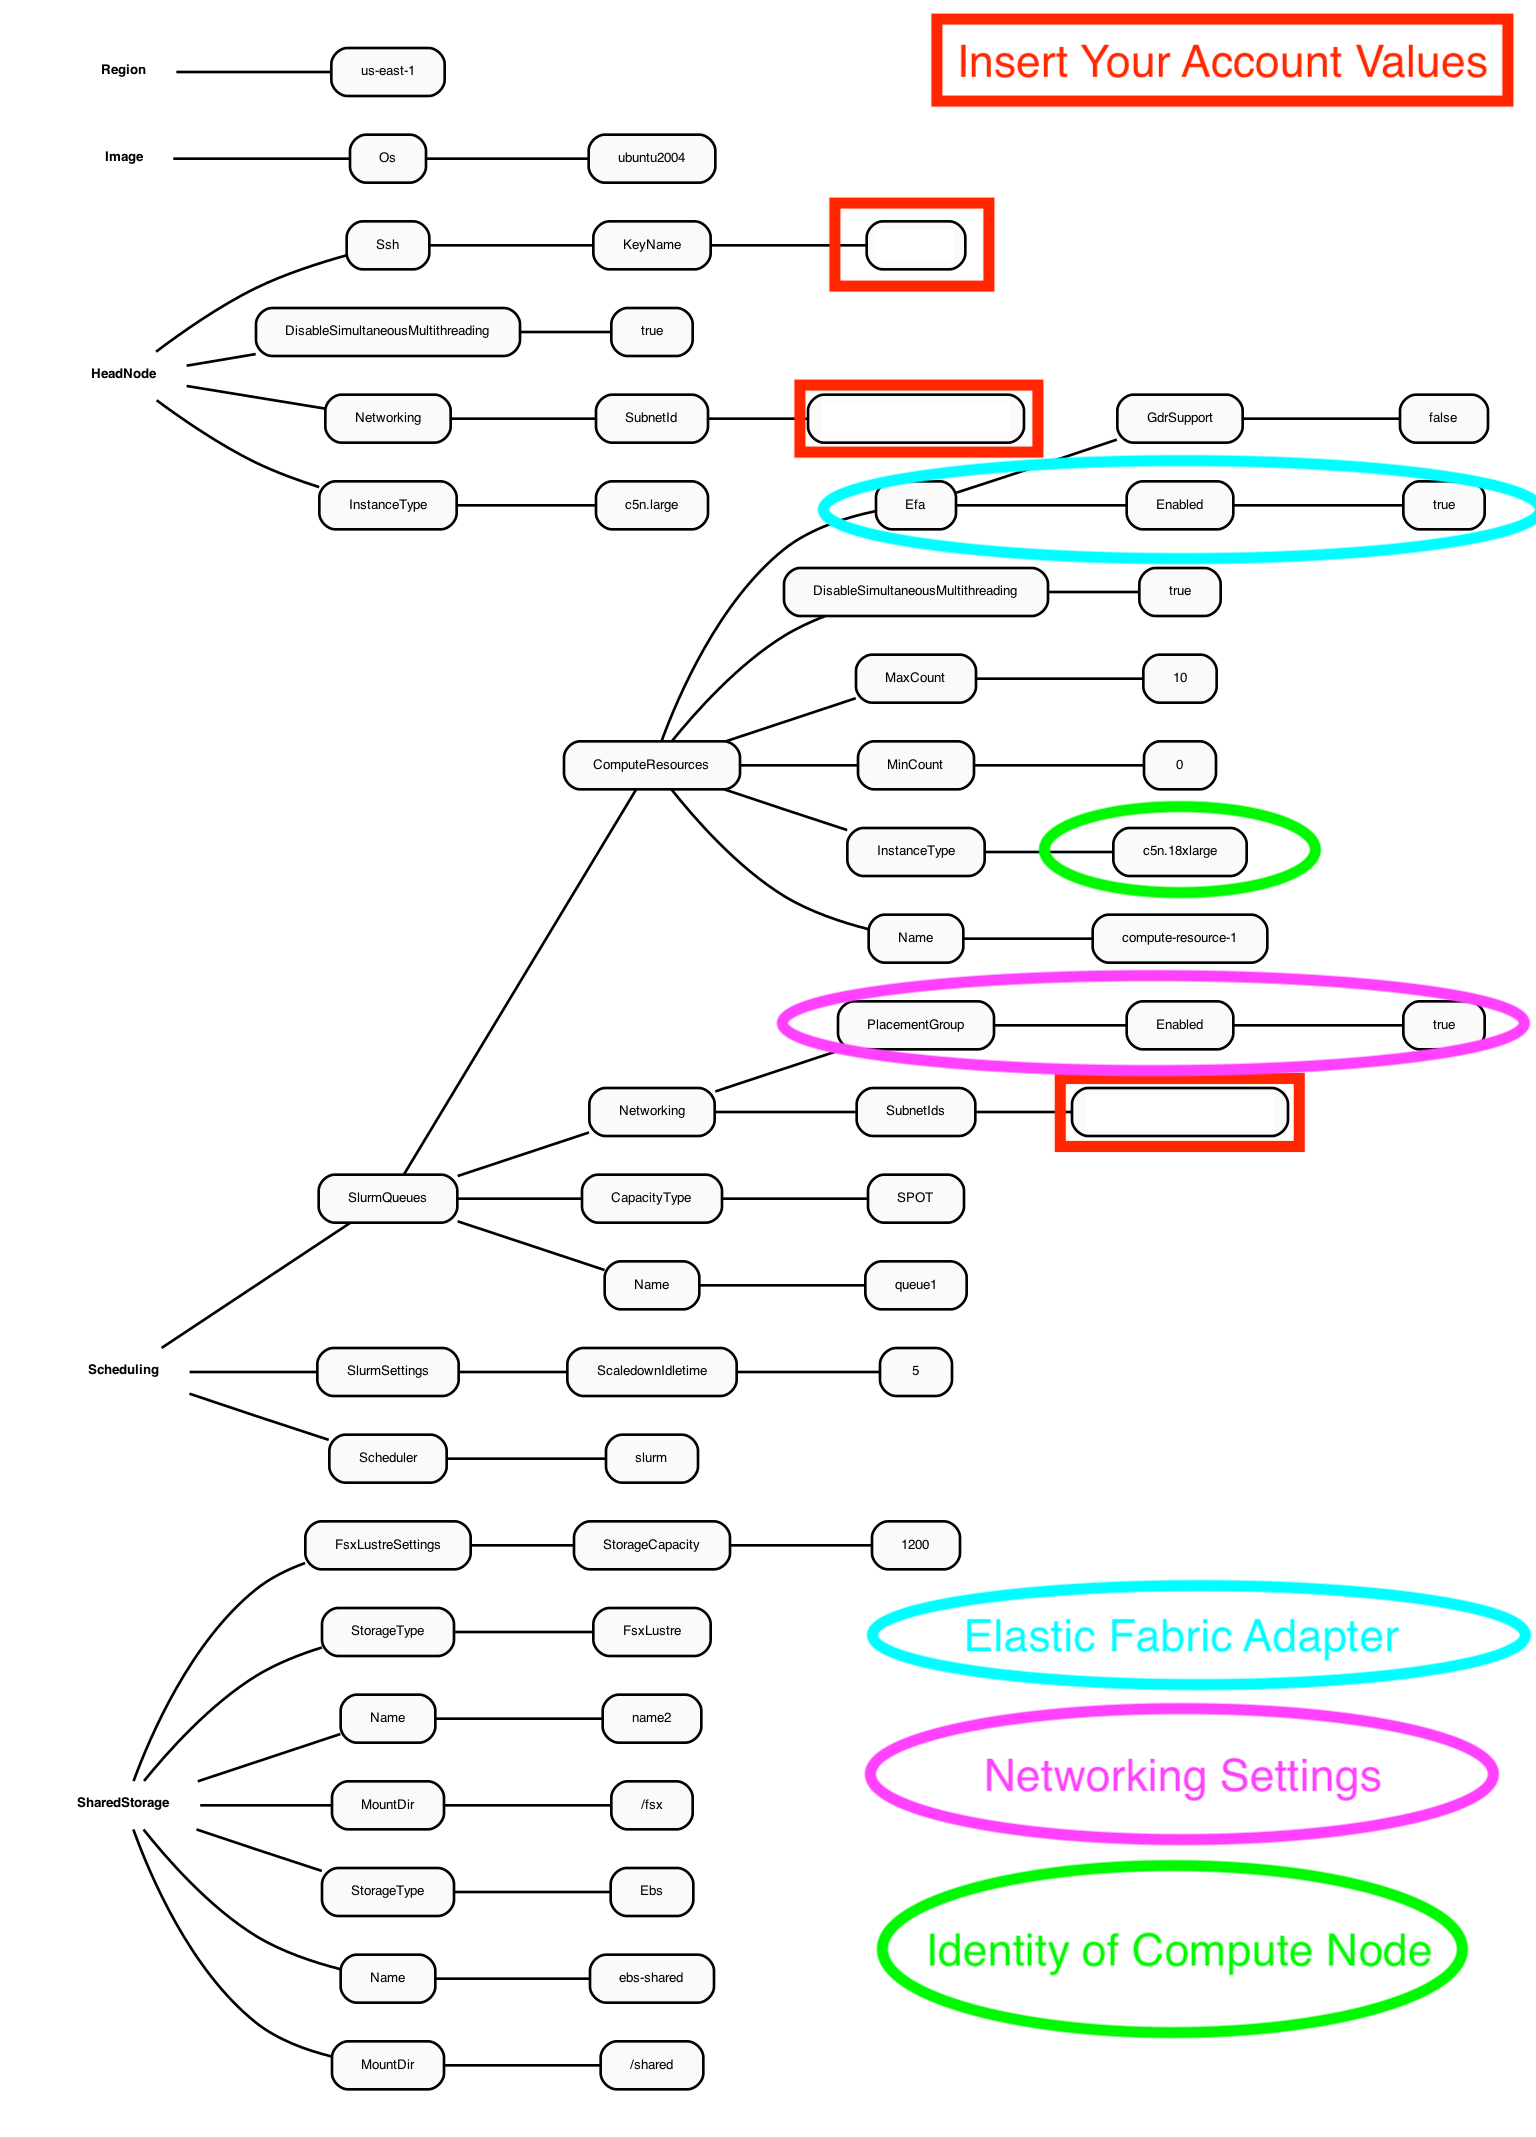 Insert Your Account Values
Region us-east-1
Image Os ubuntu2004
Ssh KeyName
DisableSimultaneousMultithreading true
HeadNode
Networking SubnetId
GdrSupport false
InstanceType c5n.large
Efa Enabled true
DisableSimultaneousMultithreading true
MaxCount 10
ComputeResources MinCount 0
InstanceType c5n.18xlarge
Name compute-resource-1
PlacementGroup Enabled true
Networking SubnetIds
SlurmQueues CapacityType SPOT
Name queue1
Scheduling SlurmSettings ScaledownIdletime 5
Scheduler slurm
FsxLustreSettings StorageCapacity 1200
StorageType FsxLustre
Elastic Fabric Adapter
Name name2
Networking Settings
SharedStorage MountDir /fsx
StorageType Ebs
Identity of Compute Node
Name ebs-shared
MountDir /shared